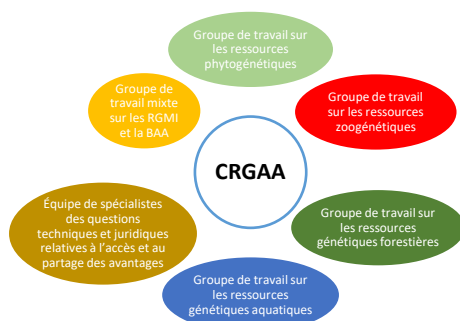 Groupe de travail sur
les ressources
phytogénétiques
Groupe de
travail mixte
sur les RGMI
et la BAA
Groupe de travail
sur les ressources
zoogénétiques
CRGAA
Équipe de spécialistes
des questions
techniques et juridiques
relatives à l'accès et au
partage des avantages
Groupe de travail sur
les ressources
génétiques forestières
Groupe de travail sur
les ressources
génétiques aquatiques